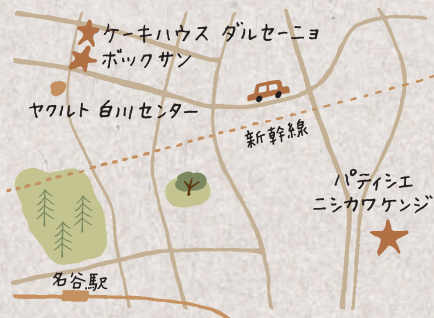 ケーキハウス ダルセーニョ
ボックサン
ヤクルト 白川センター
新幹線
パティシエ
ニシカワケンジ
名谷駅